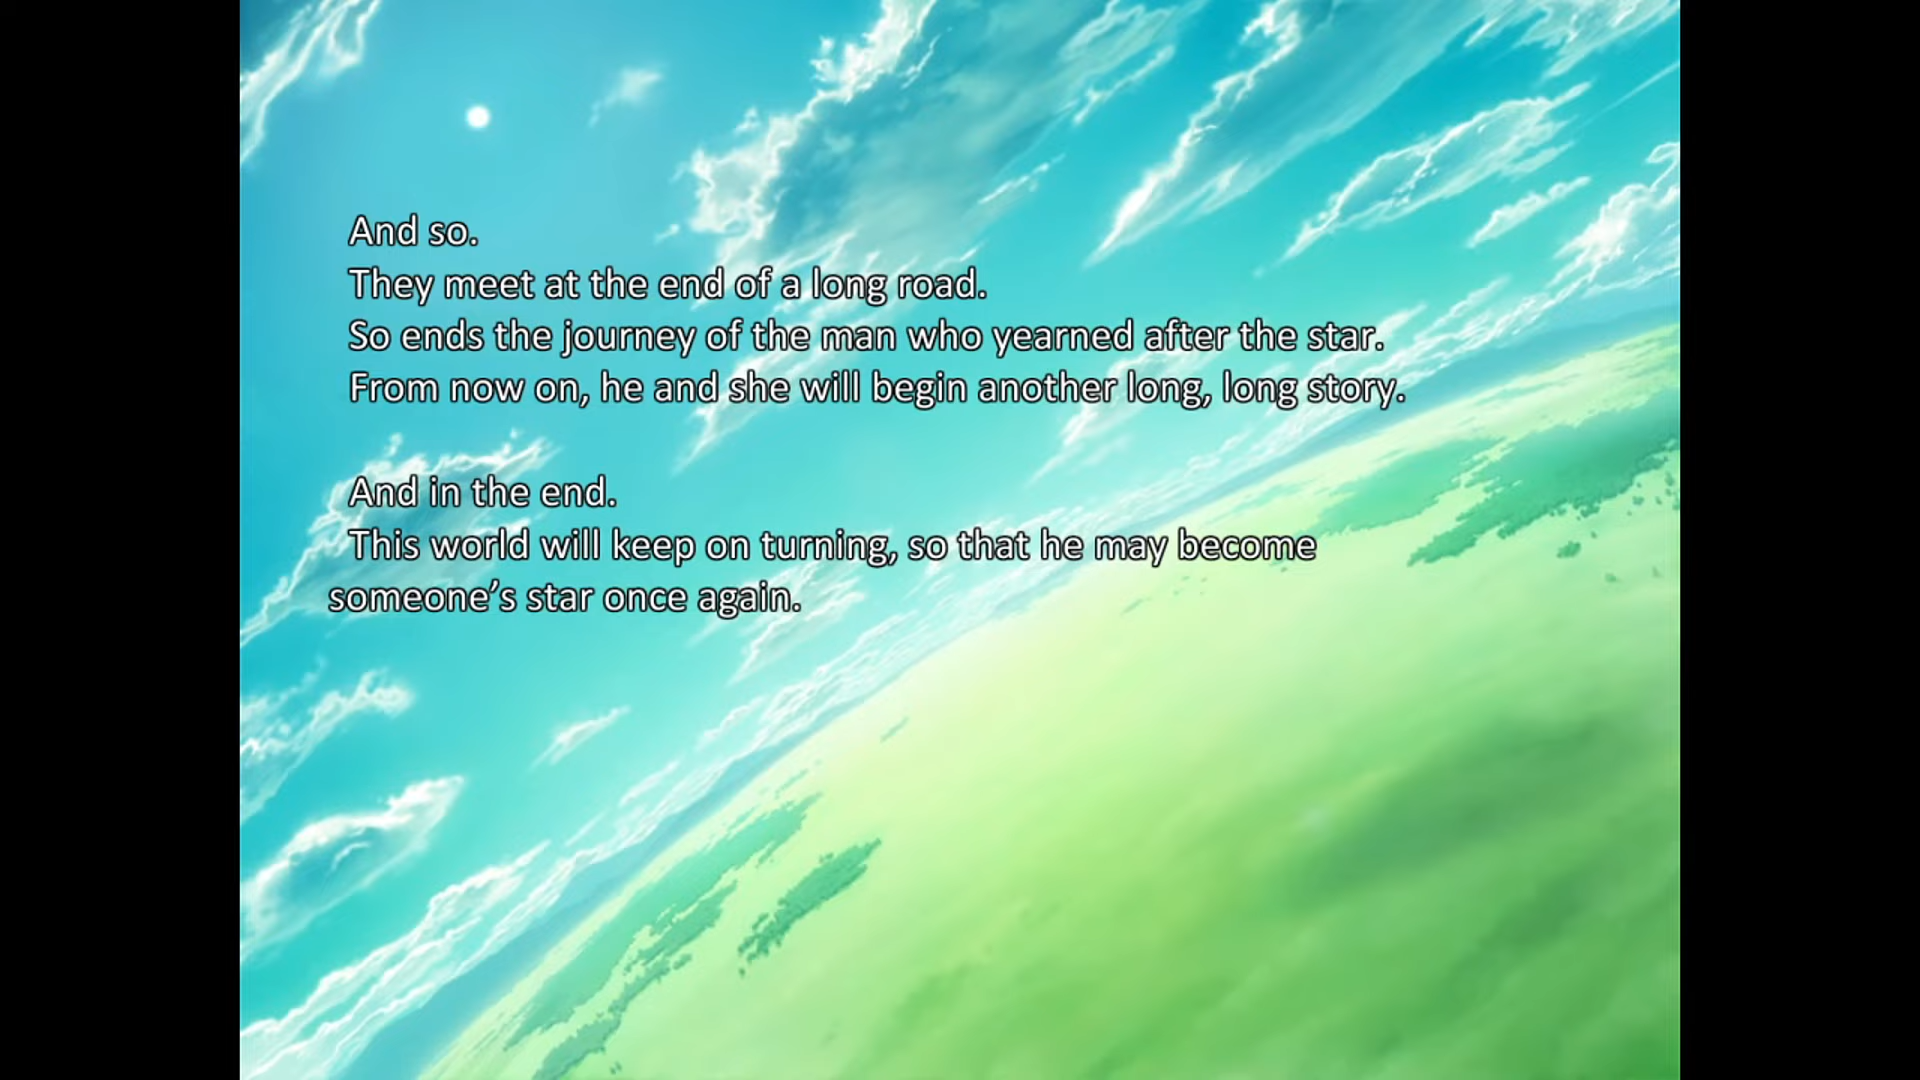 And so.
They meet at the end of a long road.
So ends the journey of the man who yearned after the star.
From now on, he and she will begin another long, long story.
And in the end.
This world will keep on turning, so that he may become
someone’s star once again.